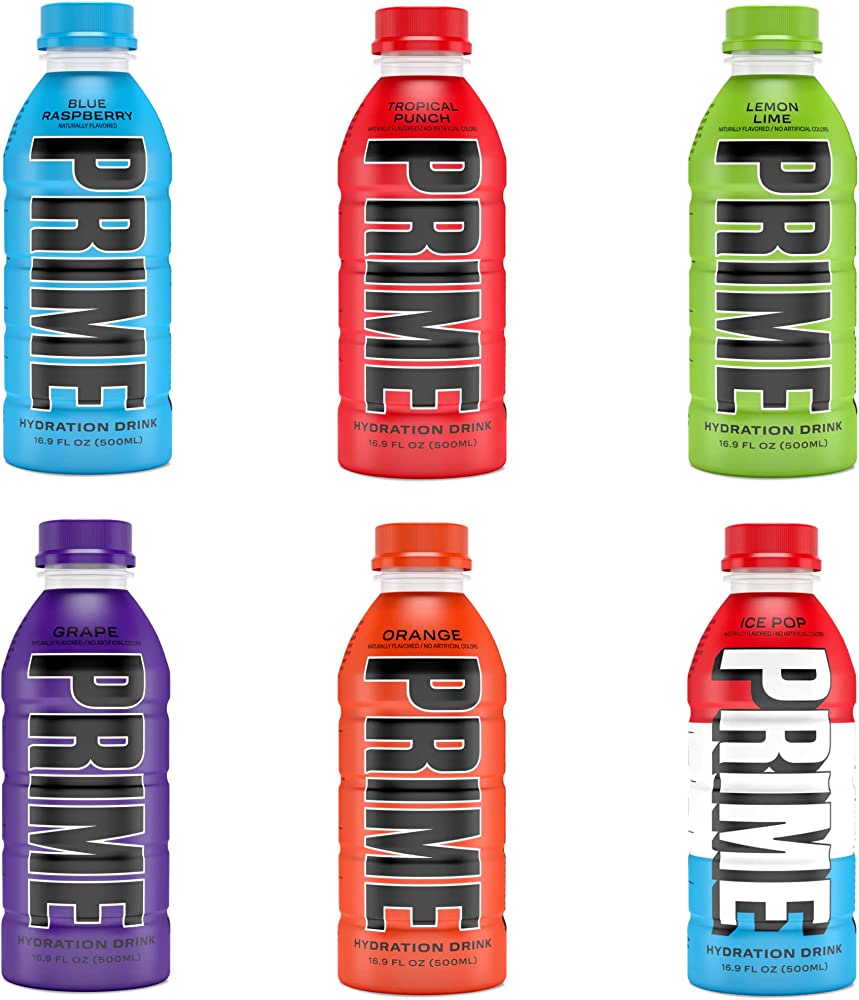 BLUE
RASPBERRY
NATURALLY FLAVORED
PRIME
HYDRATION DRINK
16.9 FL OZ (500ML)
TROPICAL
PUNCH
NATURALLY FLAVORED / NO ARTIFICIAL COLORS
PRIME
HYDRATION DRINK
16.9 FL OZ (500ML)
LEMON
LIME
NATURALLY FLAVORED / NO ARTIFICIAL COLORS
PRIME
HYDRATION DRINK
16.9 FL OZ (500ML)
GRAPE
NATURALLY FLAVORED / NO ARTIFICIAL COLORS
PRIME
HYDRATION DRINK
16.9 FL OZ (500ML)
ORANGE
NATURALLY FLAVORED / NO ARTIFICIAL COLORS
PRIME
HYDRATION DRINK
16.9 FL OZ (500ML)
ICE POP
NATURALLY FLAVORED / NO ARTIFICIAL COLORS
PRIME
HYDRATION DRINK
16.9 FL OZ (500ML)